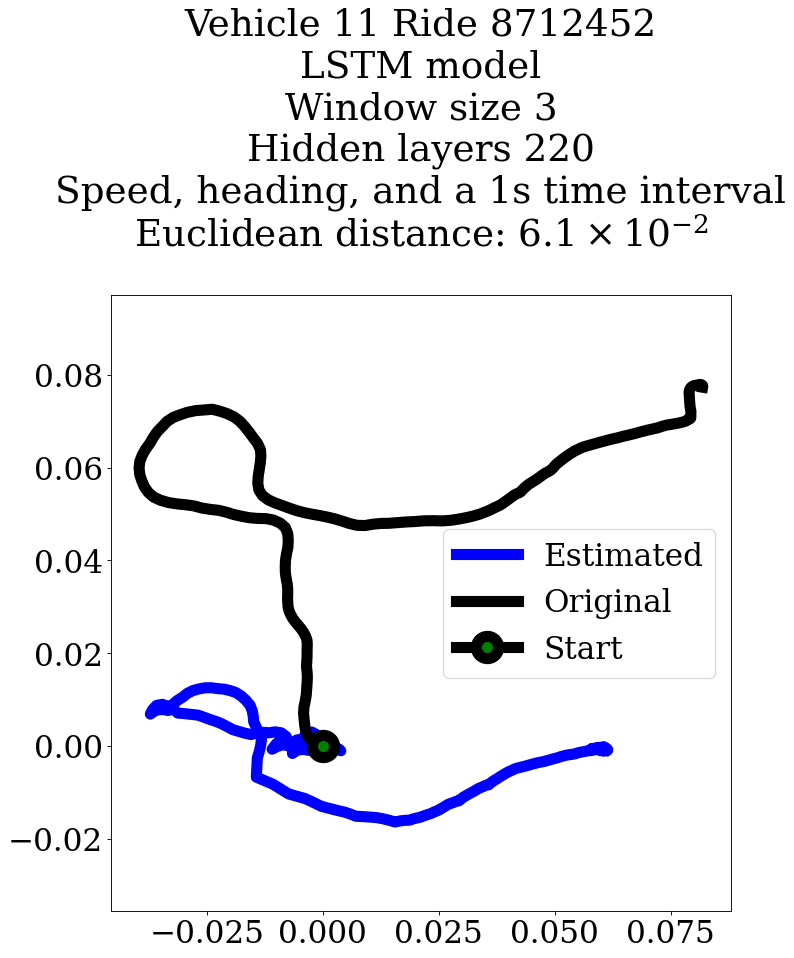 Vehicle 11 Ride 8712452
LSTM model
Window size 3
Hidden layers 220
Speed, heading, and a 1s time interval
Euclidean distance: 6.1 × 10⁻²
0.08
0.06
0.04
0.02
0.00
−0.02
Estimated
Original
Start
−0.025 0.000 0.025 0.050 0.075